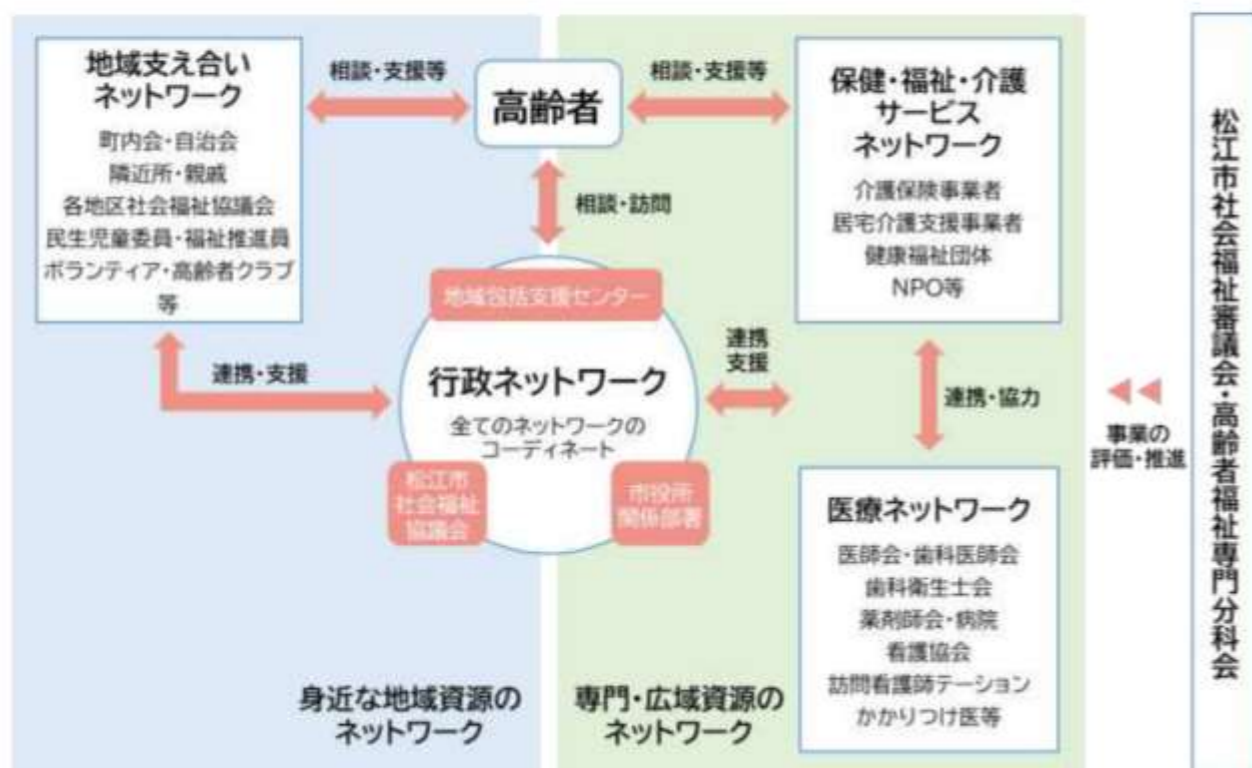 地域支え合い
ネットワーク
町内会・自治会
隣近所・親戚
各地区社会福祉協議会
民生児童委員・福祉推進員
ボランティア・高齢者クラブ
等
相談・支援等
高齢者
相談・支援等
保健・福祉・介護
サービス
ネットワーク
介護保険事業者
居宅介護支援事業者
健康福祉団体
NPO等
相談・訪問
地域包括支援センター
行政ネットワーク
全てのネットワークの
コーディネート
松江市
社会福祉
協議会
市役所
関係部署
連携・支援
連携
支援
連携・協力
医療ネットワーク
医師会・歯科医師会
歯科衛生士会
薬剤師会・病院
看護協会
訪問看護師テーション
かかりつけ医等
身近な地域資源の
ネットワーク
専門・広域資源の
ネットワーク
事業の
評価・推進
松江市社会福祉審議会・高齢者福祉専門分科会